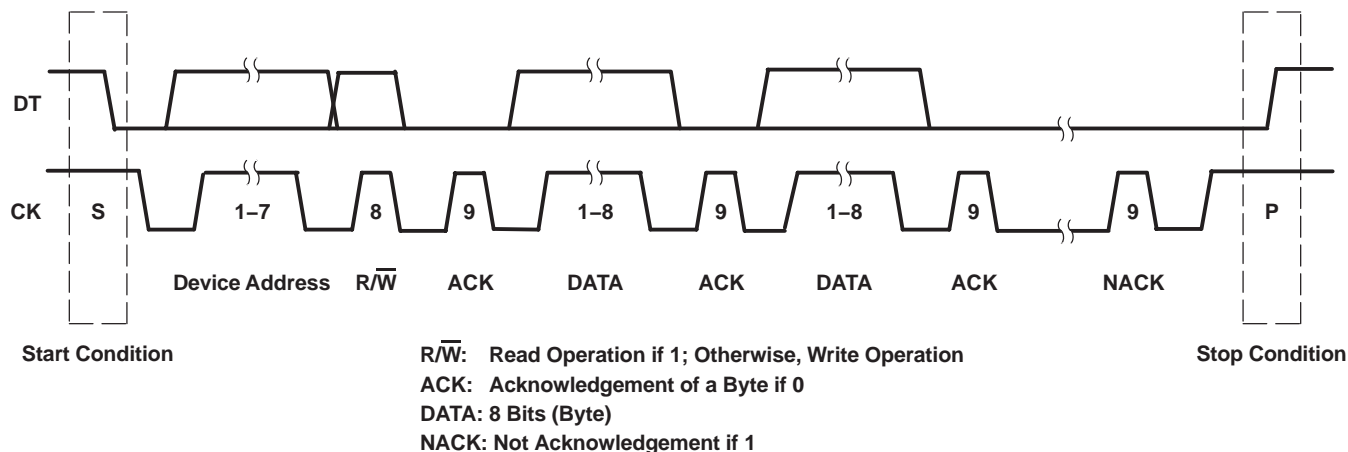 DT
CK S 1–7 8 9 1–8 9 1–8 9 9 P
Device Address R/W̅ ACK DATA ACK DATA ACK NACK
Start Condition
Stop Condition
R/W̅: Read Operation if 1; Otherwise, Write Operation
ACK: Acknowledgement of a Byte if 0
DATA: 8 Bits (Byte)
NACK: Not Acknowledgement if 1